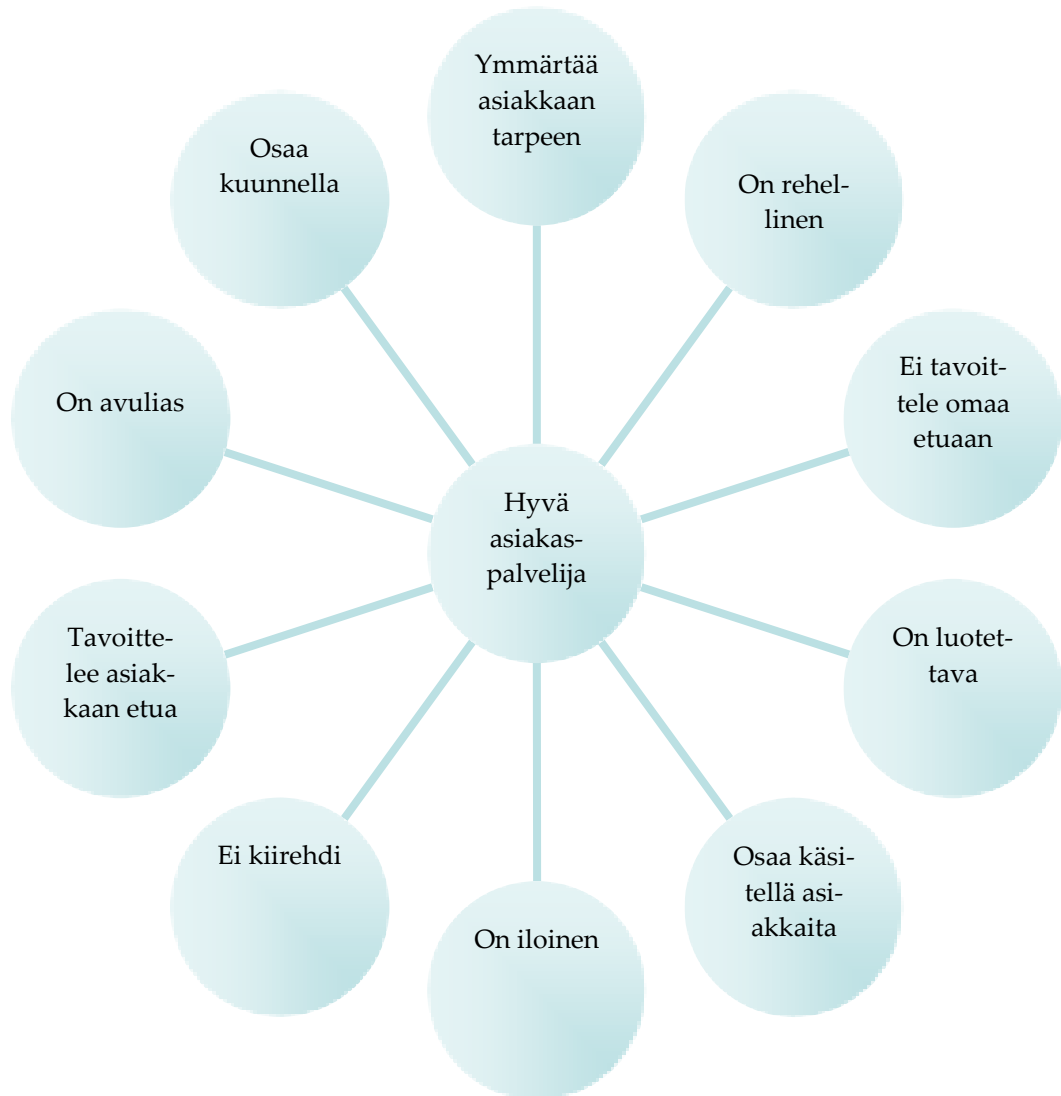 Ymmärtää
asiakkaan
tarpeen
On rehel-
linen
Ei tavoit-
tele omaa
etuaan
On luotet-
tava
Osaa käsi-
tellä asi-
akkaita
On iloinen
Ei kiirehdi
Tavoitte-
lee asiak-
kaan etua
On avulias
Osaa
kuunnella
Hyvä
asiakas-
palvelija